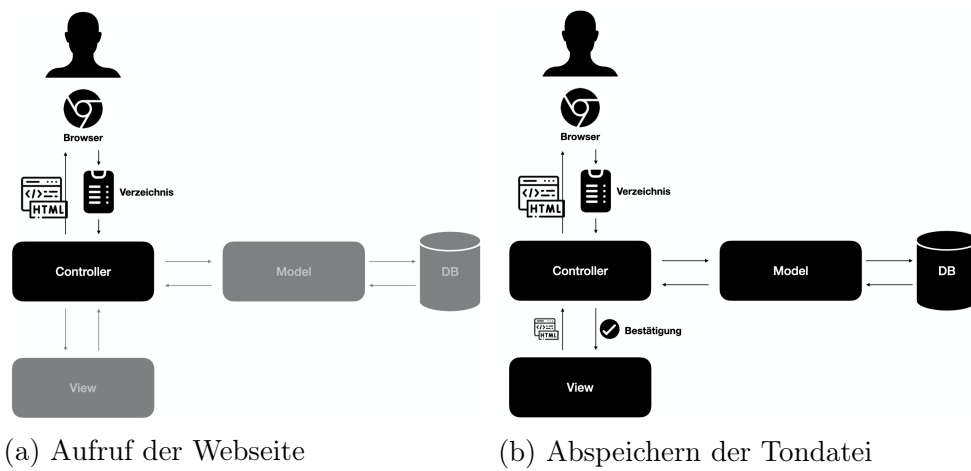 Browser
</>
HTML
Verzeichnis
Controller
Model
DB
View
(a) Aufruf der Webseite
Browser
</>
HTML
Verzeichnis
Controller
Model
DB
</>
HTML
Bestätigung
View
(b) Abspeichern der Tondatei